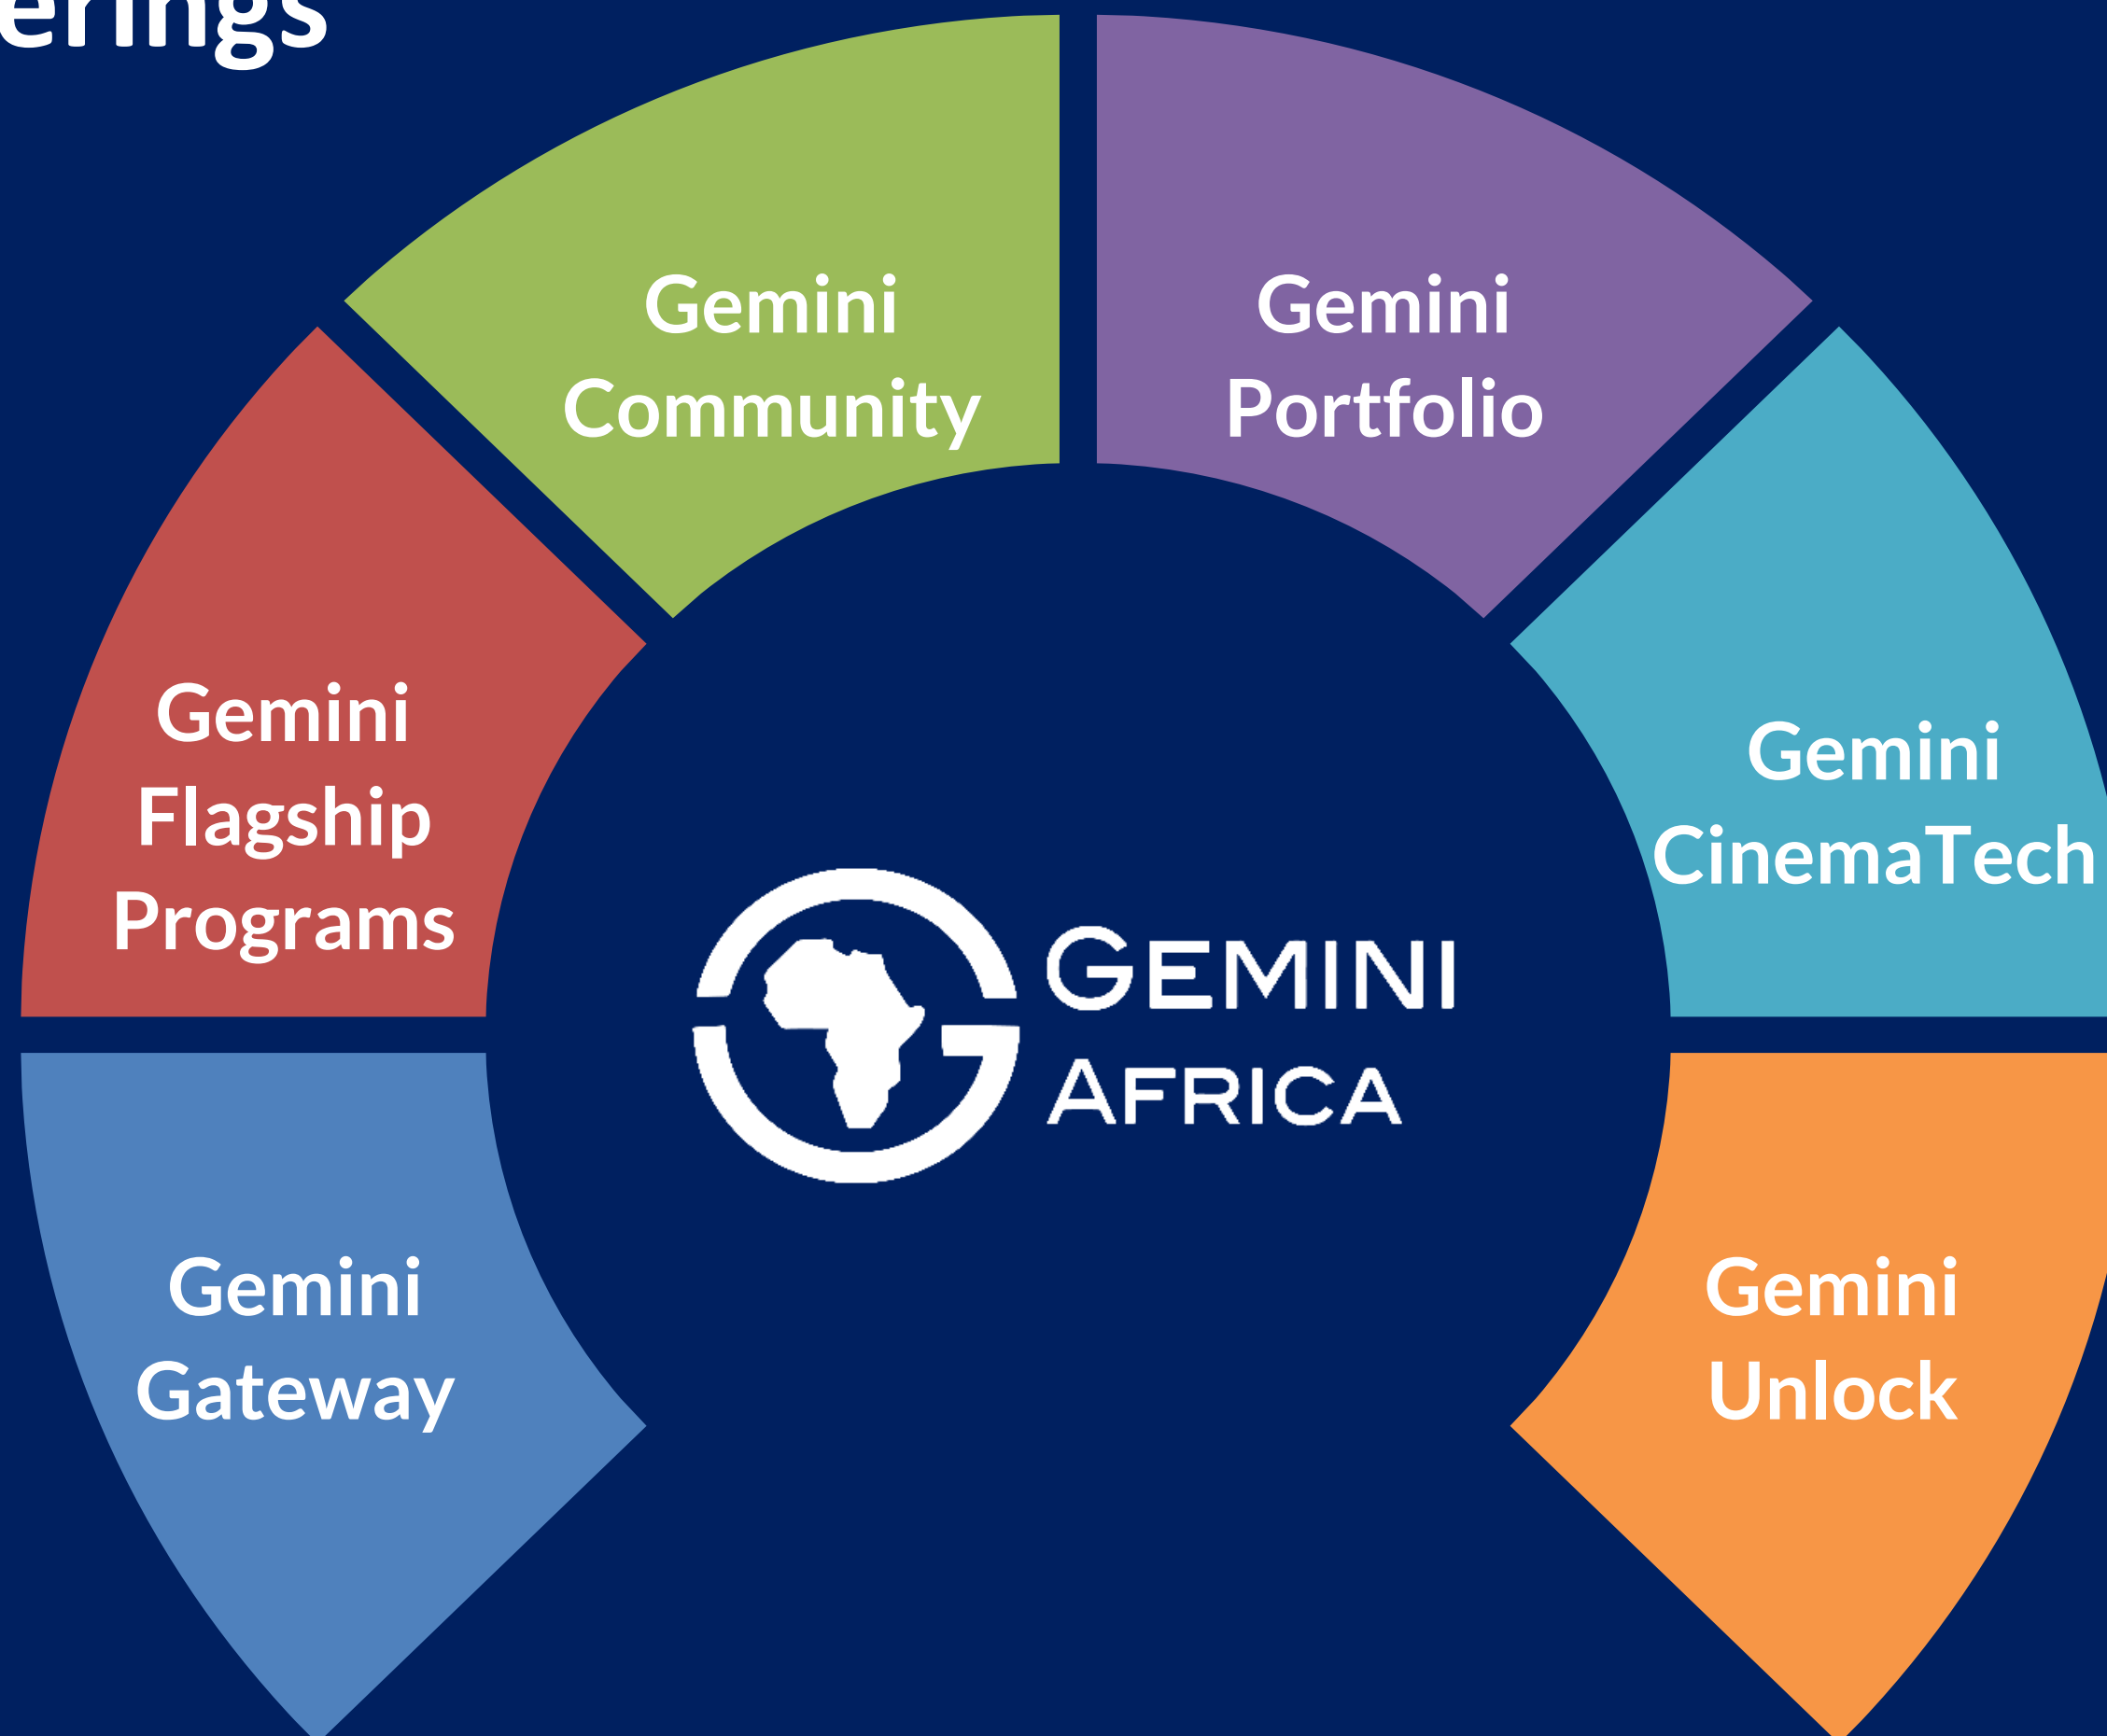 erings
Gemini
Community
Gemini
Portfolio
Gemini
Flagship
Programs
Gemini
CinemaTech
GEMINI
AFRICA
Gemini
Gateway
Gemini
Unlock